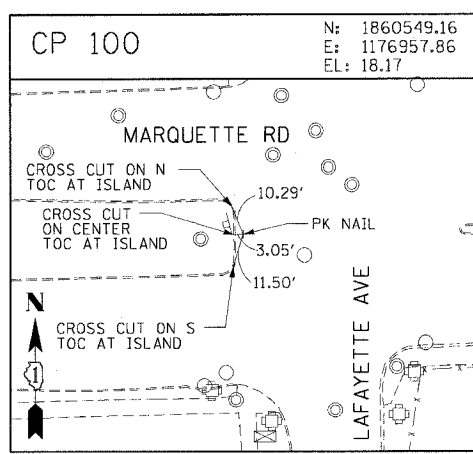 CP 100
N: 1860549.16
E: 1176957.86
EL: 18.17
MARQUETTE RD
CROSS CUT ON N
TOC AT ISLAND
10.29'
CROSS CUT
ON CENTER
TOC AT ISLAND
PK NAIL
3.05'
11.50'
N
CROSS CUT ON S
TOC AT ISLAND
1
LAFAYETTE AVE